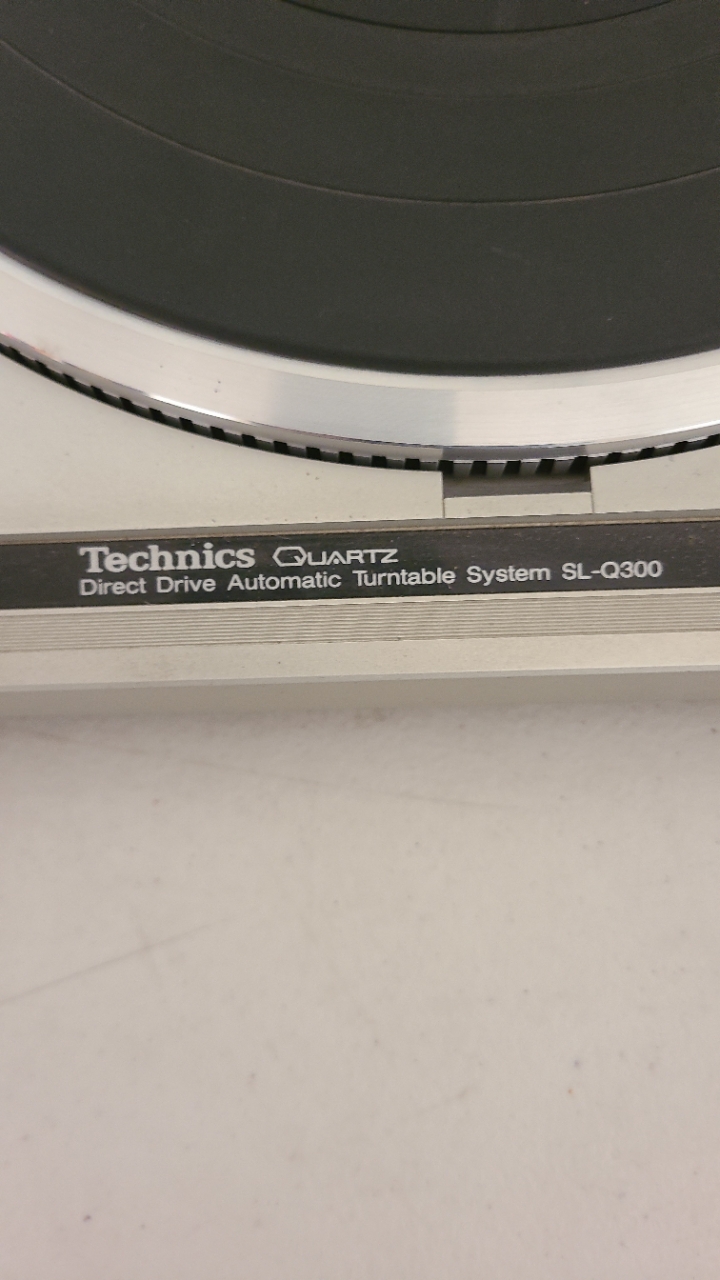 Technics QUARTZ
Direct Drive Automatic Turntable System SL-Q300